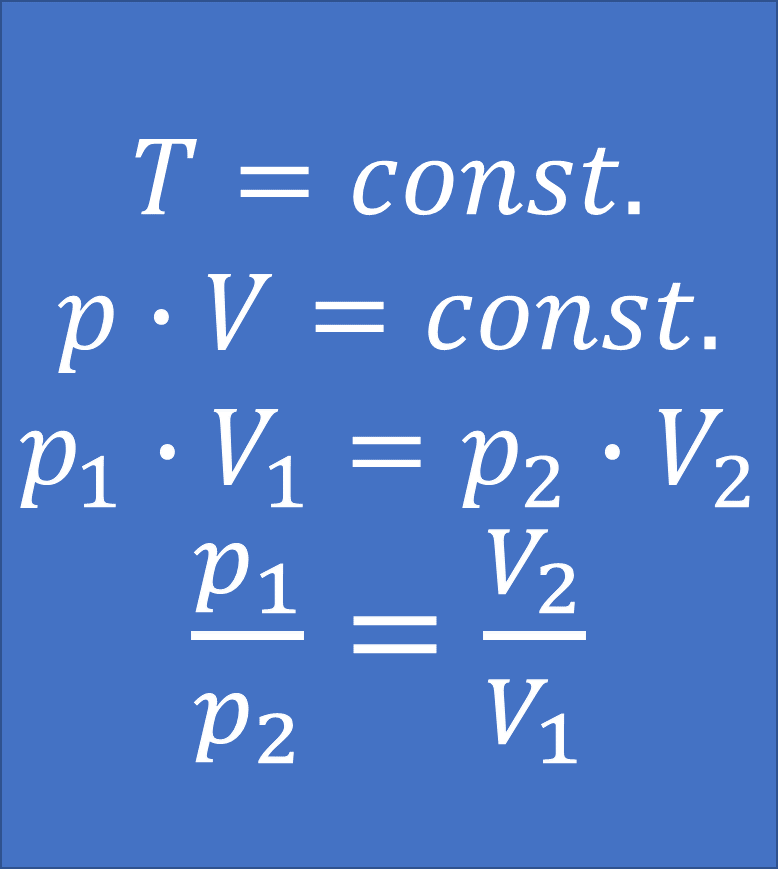 T = const.
p · V = const.
p₁ · V₁ = p₂ · V₂
p₁/p₂ = V₂/V₁